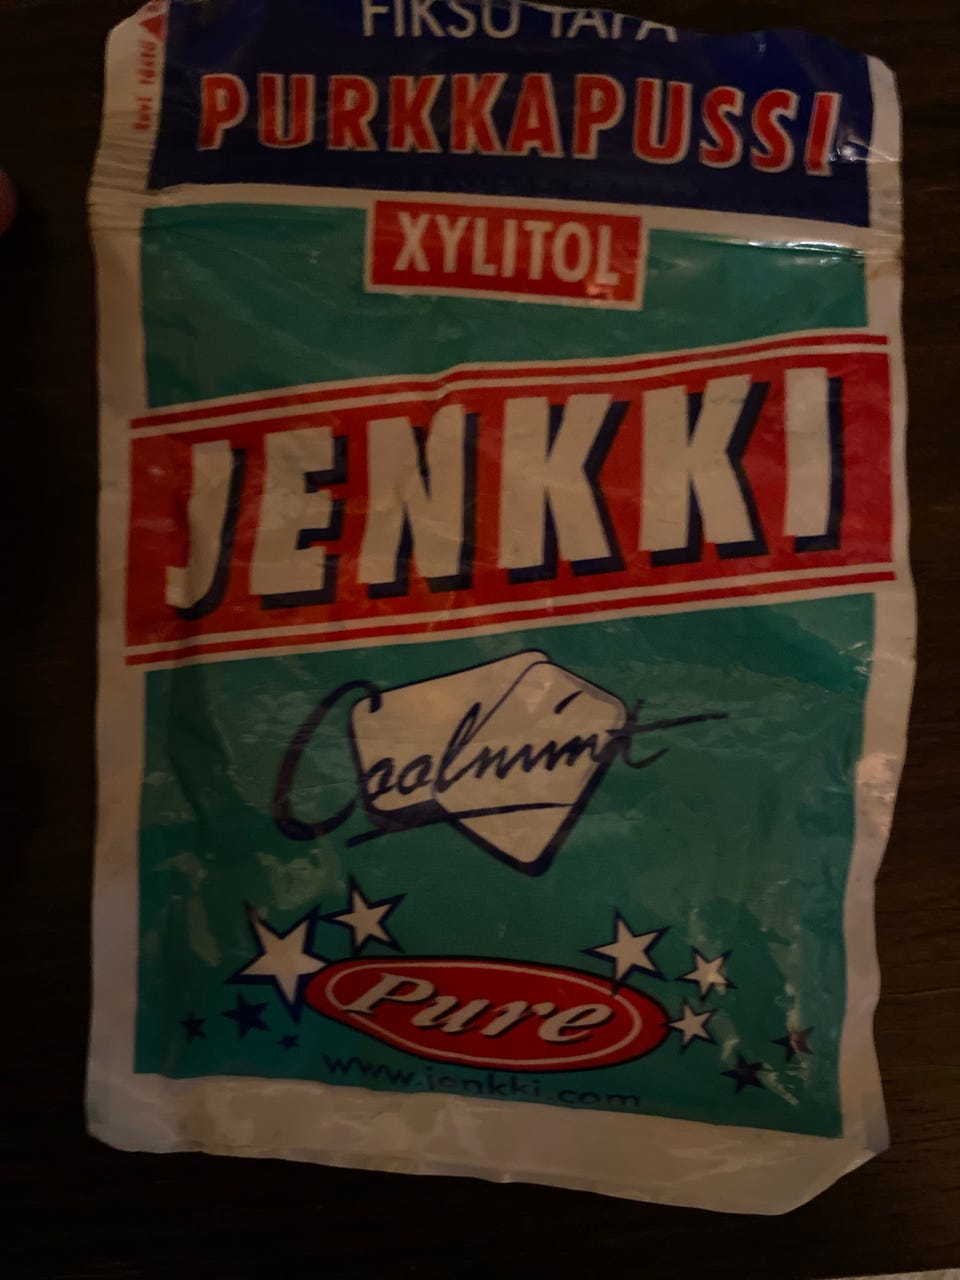 FIKSU TAPA
PURKKAPUSSI
XYLITOL
JENKKI
Coolmint
Pure
www.jenkki.com